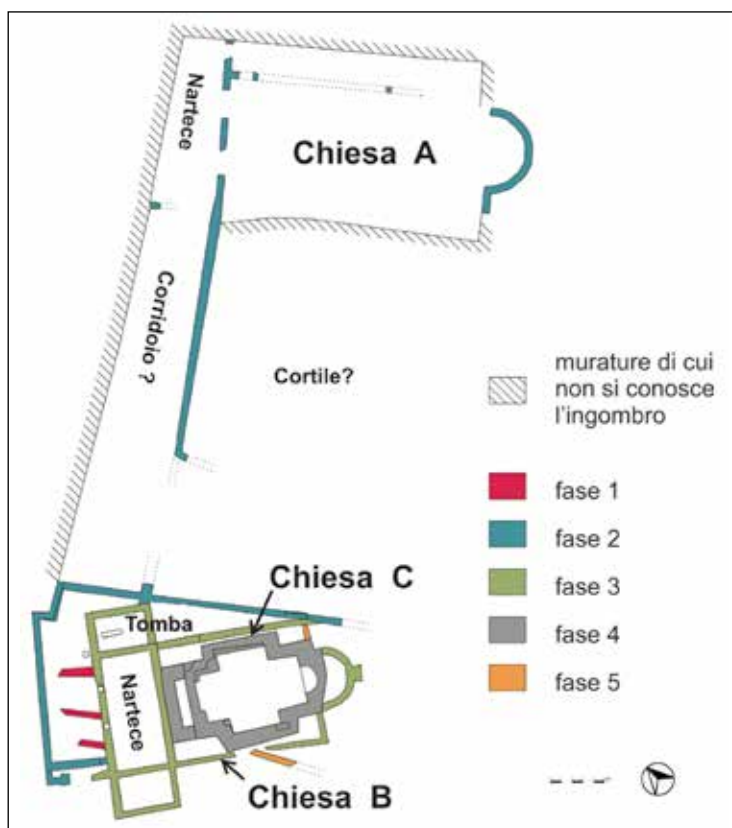 Nartece
Chiesa A
Corridoio ?
Cortile?
murature di cui
non si conosce
l'ingombro
fase 1
fase 2
fase 3
fase 4
fase 5
Chiesa C
Tomba
Nartece
Chiesa B